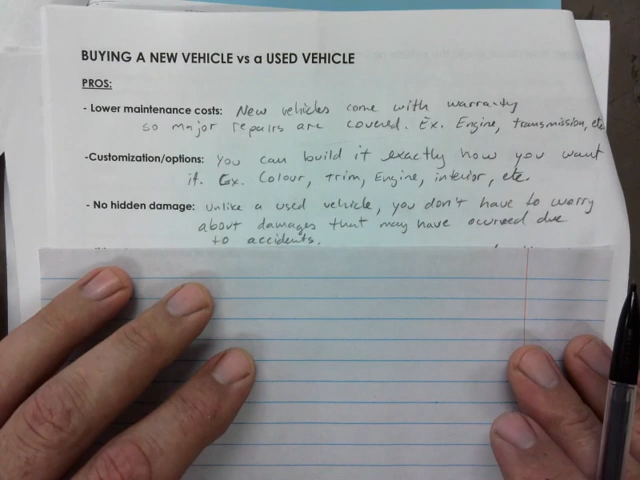 BUYING A NEW VEHICLE vs a USED VEHICLE
PROS:
- Lower maintenance costs: New vehicles come with warranty
so major repairs are covered. Ex. Engine, transmission, etc
-Customization/options: You can build it exactly how you want
it. Ex. Colour, trim, Engine, interior, etc.
- No hidden damage: unlike a used vehicle, you don't have to worry
about damages that may have ocurred due
to accidents.